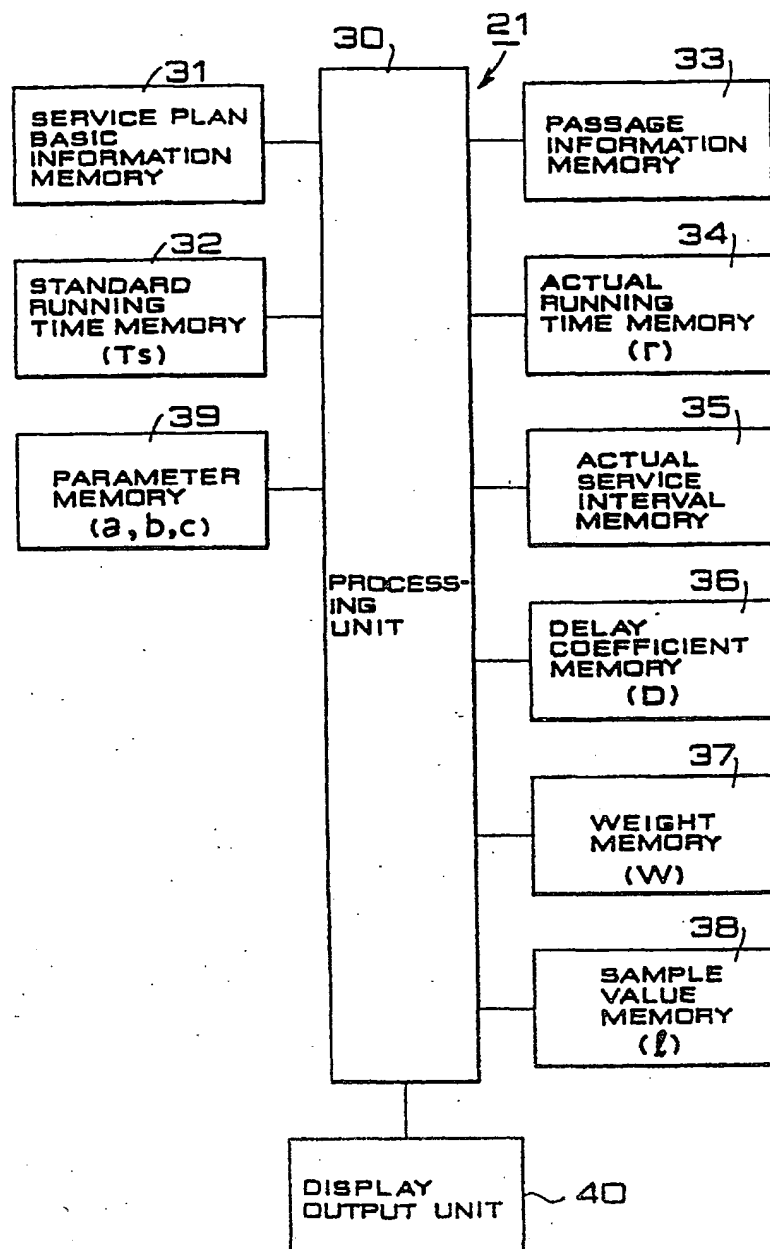 30
21
31
SERVICE PLAN
BASIC
INFORMATION
MEMORY
32
STANDARD
RUNNING
TIME MEMORY
(Ts)
39
PARAMETER
MEMORY
(a,b,c)
PROCESS-
ING
UNIT
33
PASSAGE
INFORMATION
MEMORY
34
ACTUAL
RUNNING
TIME MEMORY
(r)
35
ACTUAL
SERVICE
INTERVAL
MEMORY
36
DELAY
COEFFICIENT
MEMORY
(D)
37
WEIGHT
MEMORY
(W)
38
SAMPLE
VALUE
MEMORY
(ℓ)
DISPLAY
OUTPUT UNIT
40